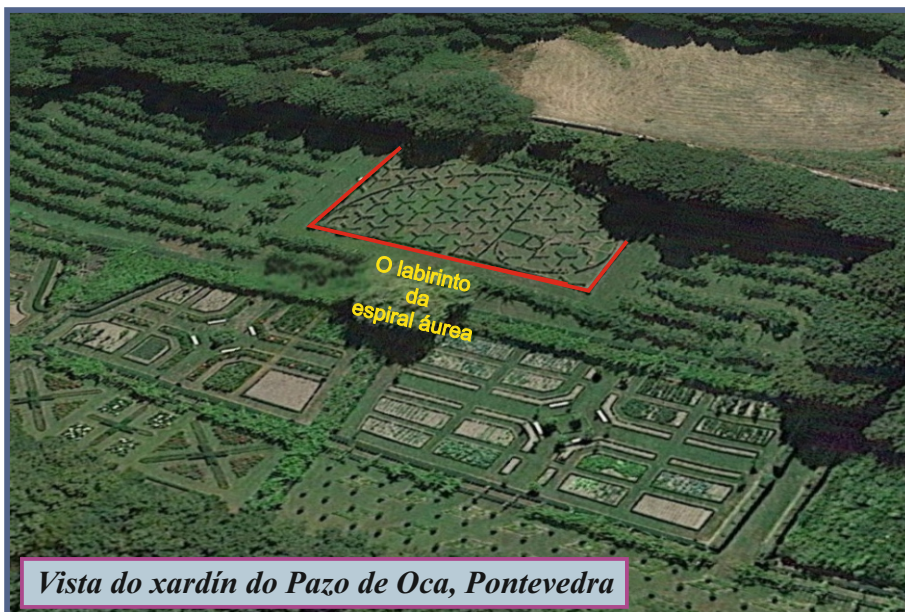 O labirinto
da
espiral áurea
Vista do xardín do Pazo de Oca, Pontevedra